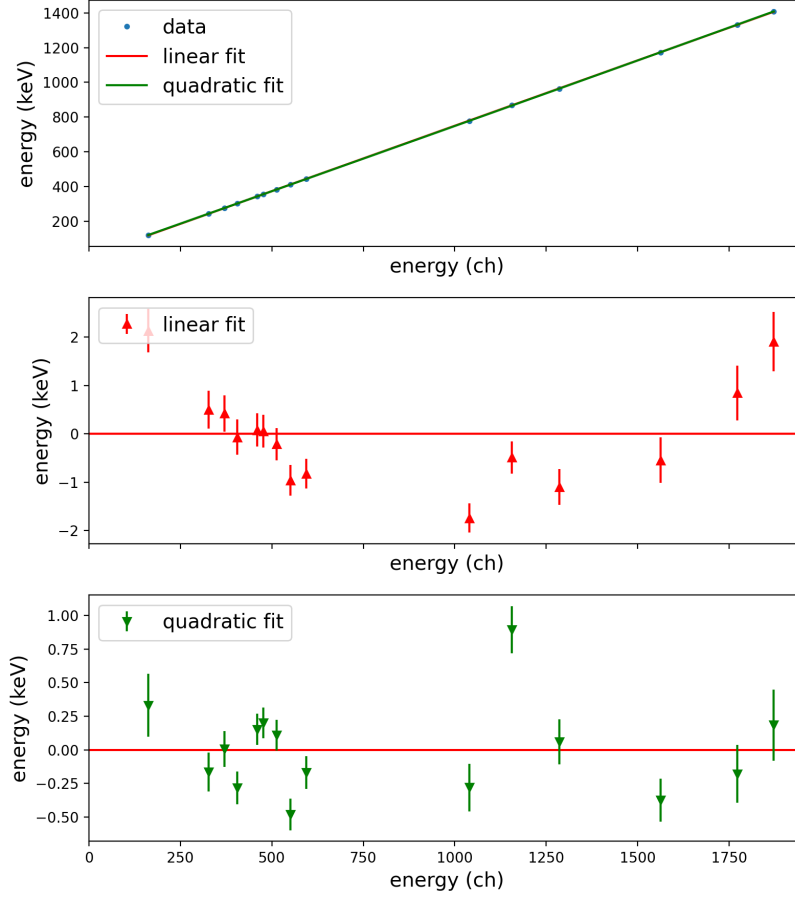 1400
1200
1000
800
600
400
200
energy (keV)
data
linear fit
quadratic fit
energy (ch)
2
1
0
−1
−2
energy (keV)
linear fit
energy (ch)
1.00
0.75
0.50
0.25
0.00
−0.25
−0.50
energy (keV)
quadratic fit
0 250 500 750 1000 1250 1500 1750
energy (ch)